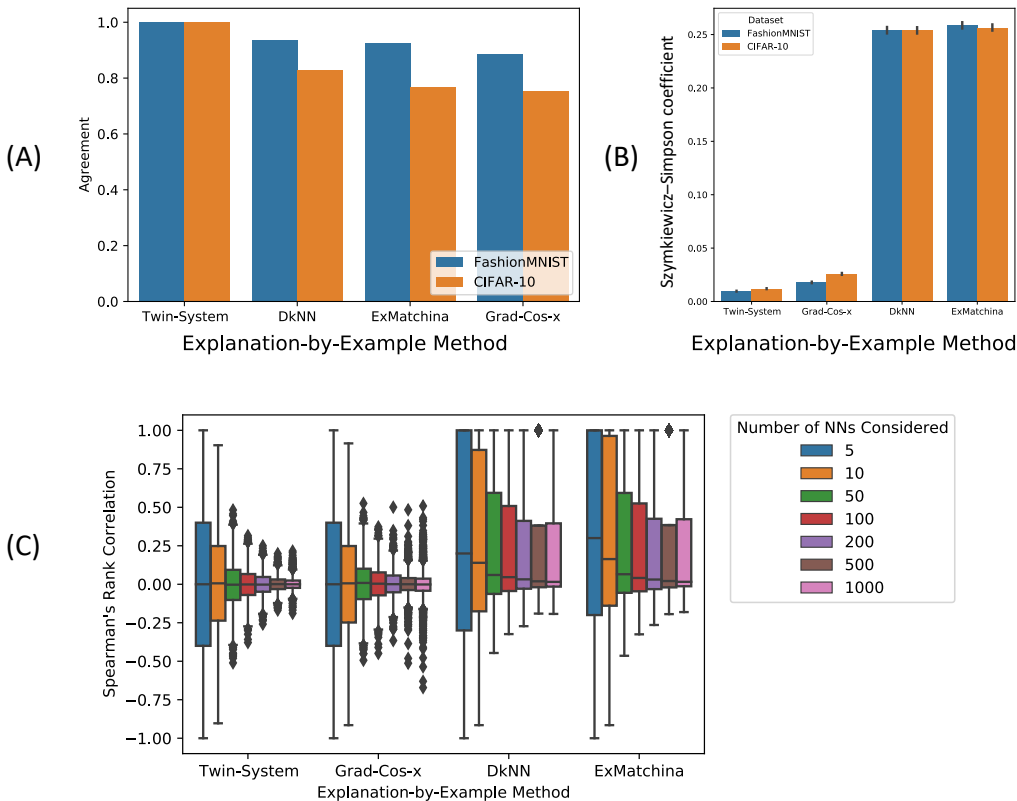 (A)
Agreement
1.0
0.8
0.6
0.4
0.2
0.0
FashionMNIST
CIFAR-10
Twin-System DkNN ExMatchina Grad-Cos-x
Explanation-by-Example Method
(B)
Szymkiewicz–Simpson coefficient
0.25
0.20
0.15
0.10
0.05
0.00
Dataset
FashionMNIST
CIFAR-10
Twin-System Grad-Cos-x DkNN ExMatchina
Explanation-by-Example Method
(C)
Spearman's Rank Correlation
1.00
0.75
0.50
0.25
0.00
−0.25
−0.50
−0.75
−1.00
Twin-System Grad-Cos-x DkNN ExMatchina
Explanation-by-Example Method
Number of NNs Considered
5
10
50
100
200
500
1000